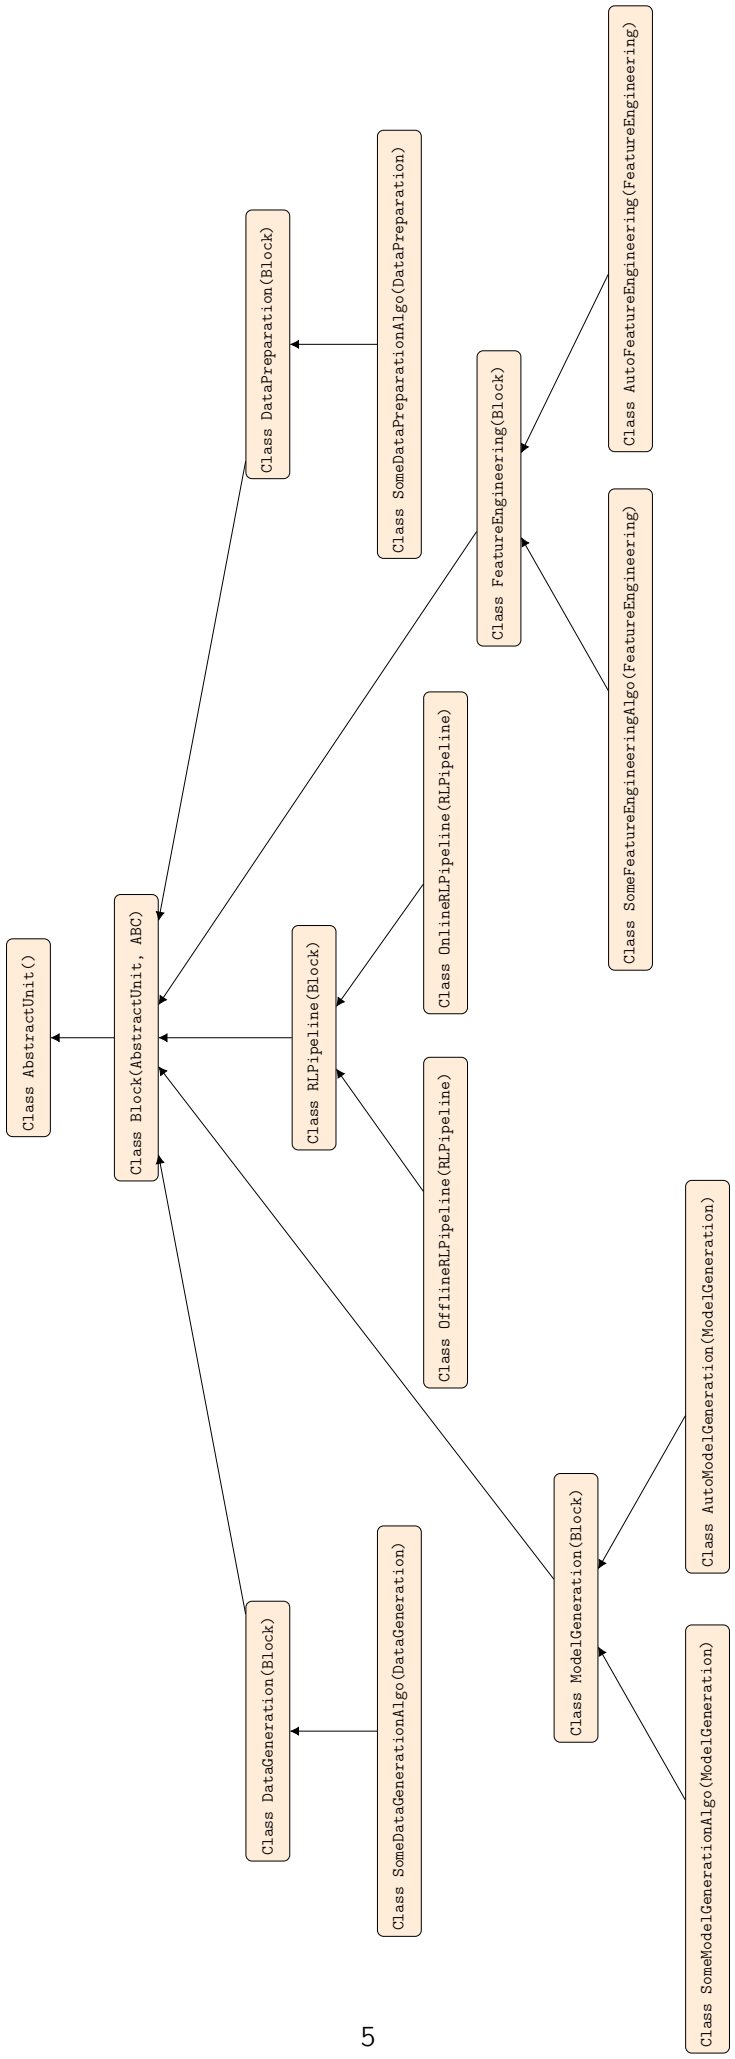 Class AbstractUnit()
Class Block(AbstractUnit, ABC)
Class DataGeneration(Block)
Class DataPreparation(Block)
Class RLPipeline(Block)
Class SomeDataGenerationAlgo(DataGeneration)
Class SomeDataPreparationAlgo(DataPreparation)
Class OfflineRLPipeline(RLPipeline)
Class OnlineRLPipeline(RLPipeline)
Class FeatureEngineering(Block)
Class ModelGeneration(Block)
Class SomeFeatureEngineeringAlgo(FeatureEngineering)
Class AutoFeatureEngineering(FeatureEngineering)
Class SomeModelGenerationAlgo(ModelGeneration)
Class AutoModelGeneration(ModelGeneration)
5